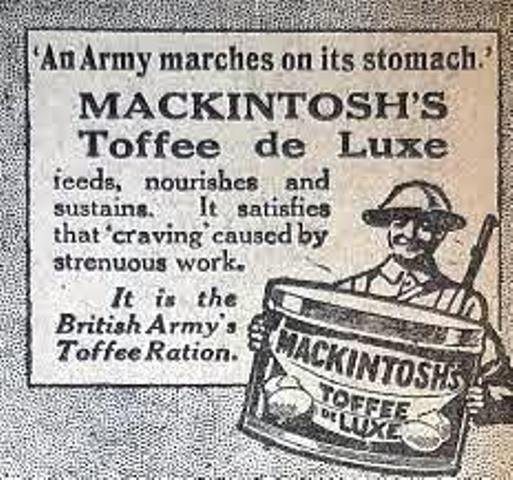 'An Army marches on its stomach.'
MACKINTOSH'S
Toffee de Luxe
feeds, nourishes and
sustains. It satisfies
that 'craving' caused by
strenuous work.
It is the
British Army's
Toffee Ration.
MACKINTOSH'S
TOFFEE
DE LUXE